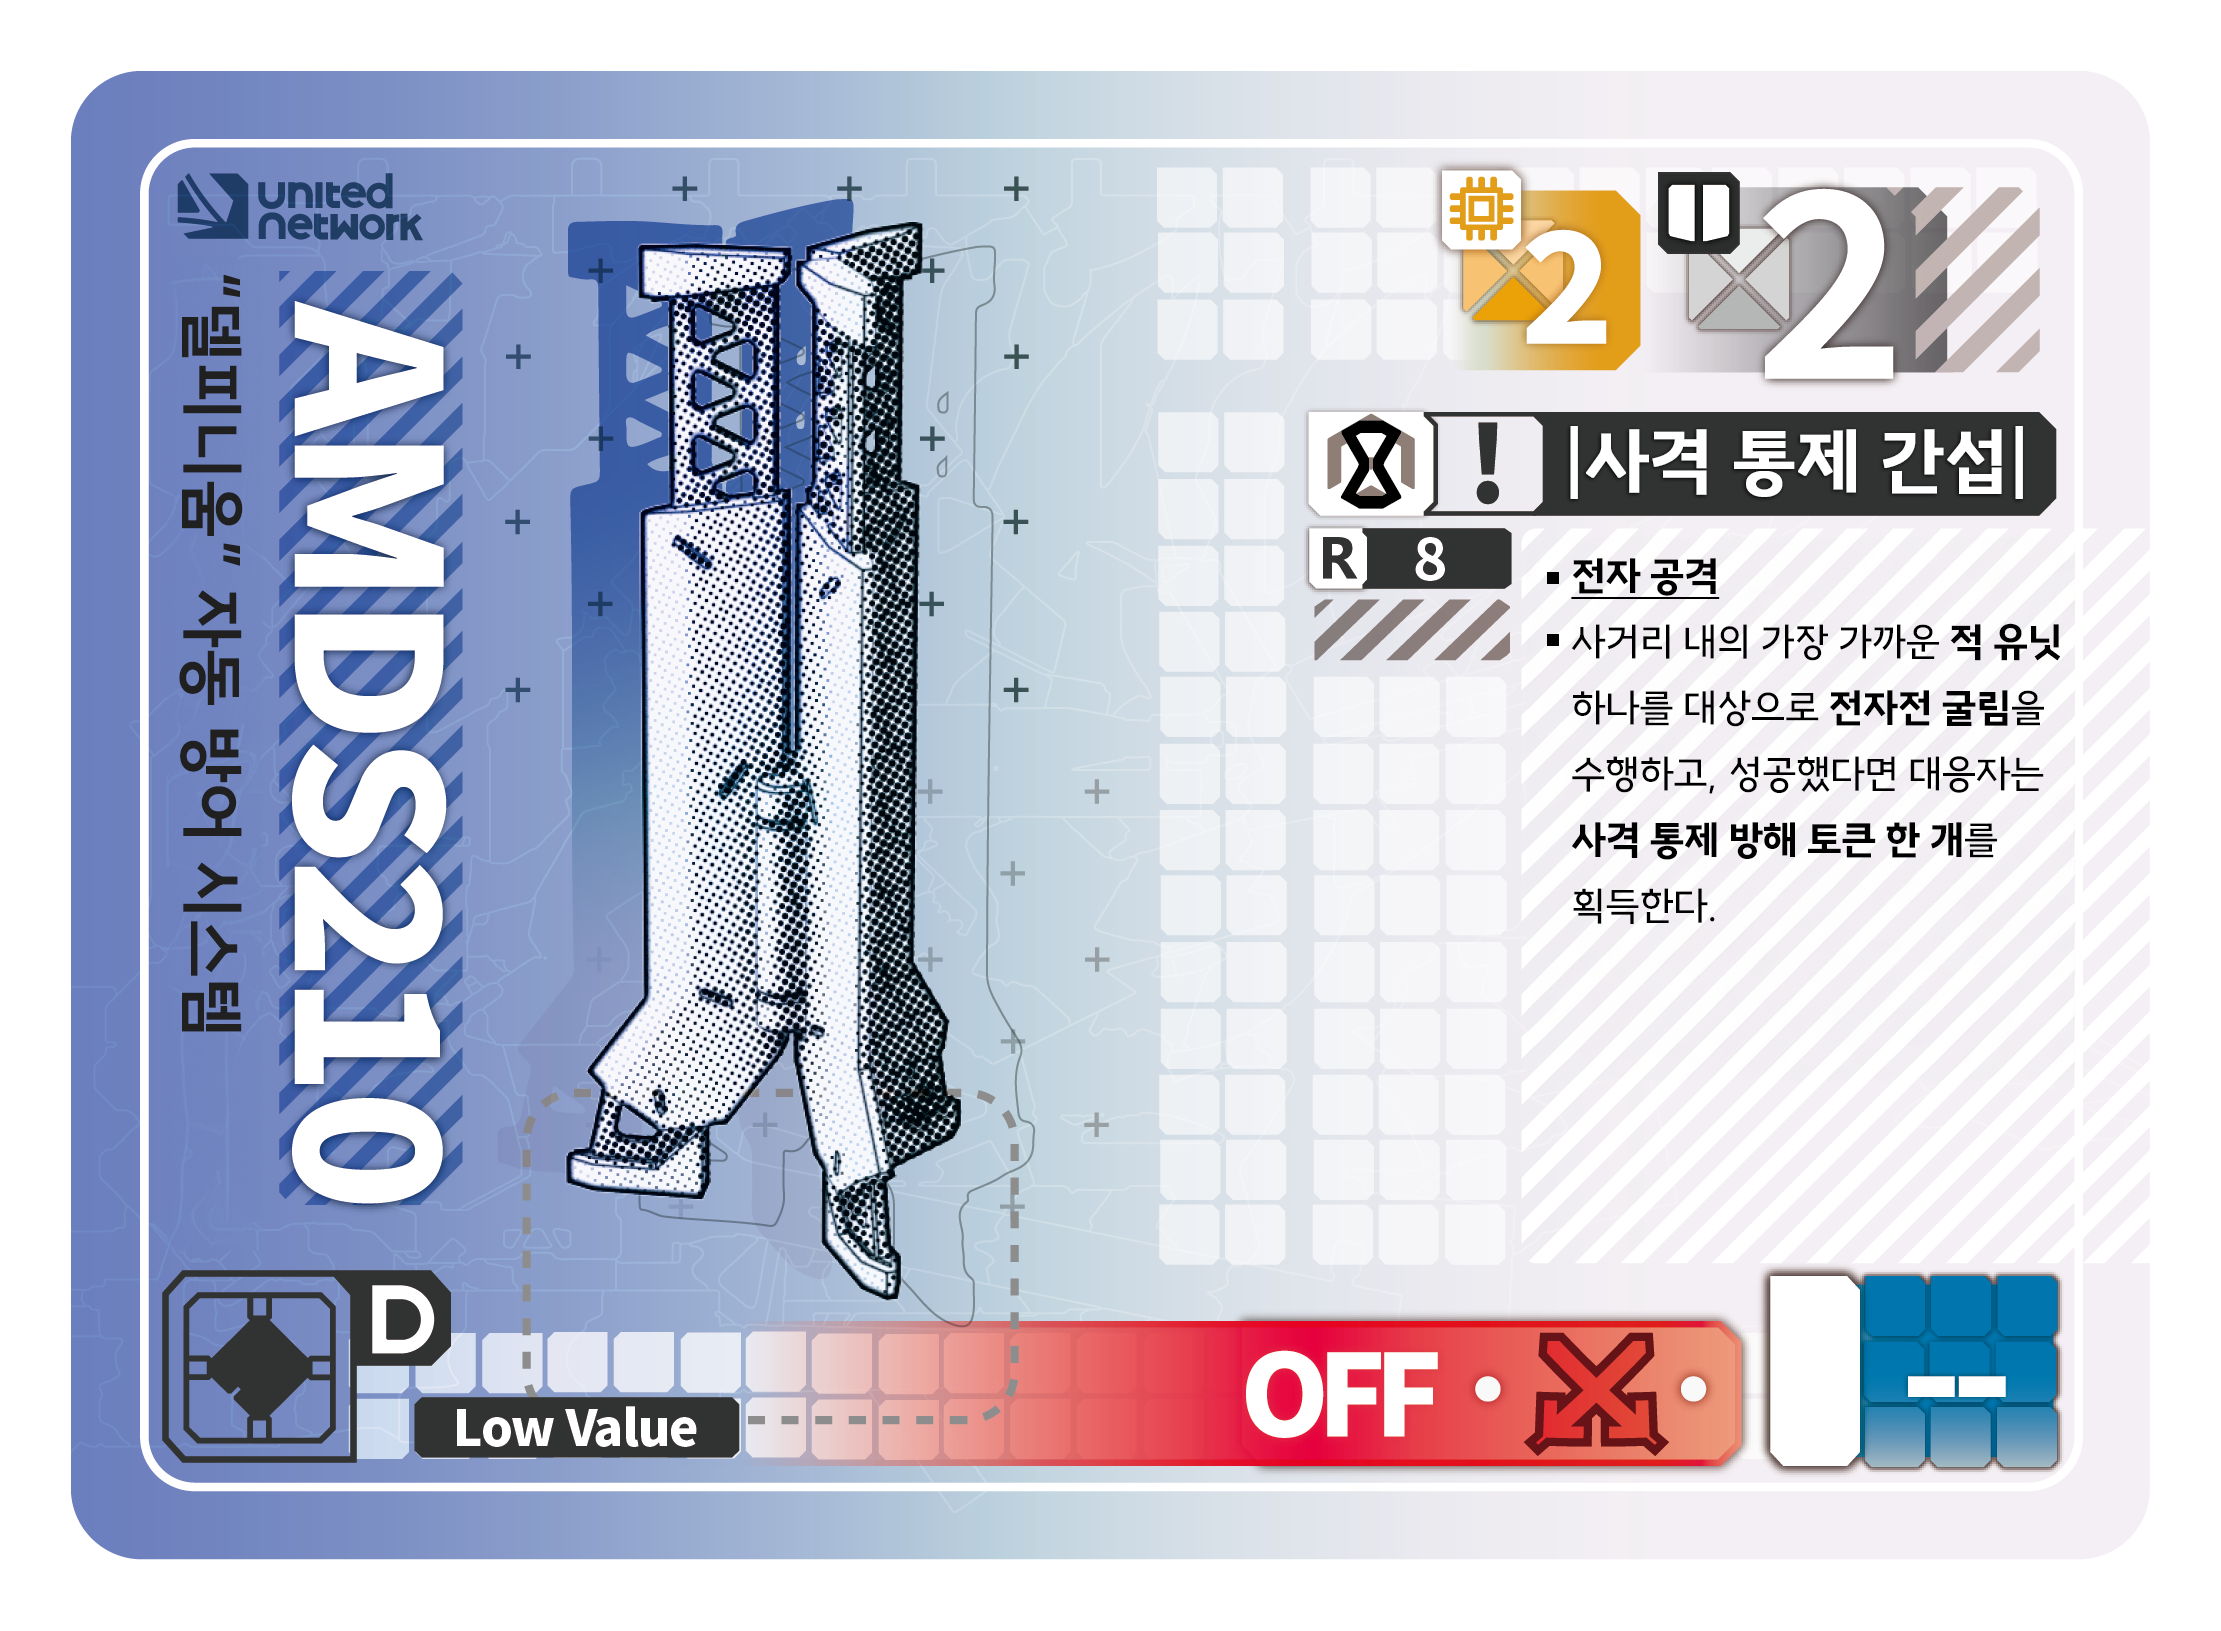 united
network
"델피니움" 자동 방어 시스템
AMDS210
2
2
! |사격 통제 간섭|
R 8
▪ 전자 공격
▪ 사거리 내의 가장 가까운 적 유닛
하나를 대상으로 전자전 굴림을
수행하고, 성공했다면 대응자는
사격 통제 방해 토큰 한 개를
획득한다.
D
Low Value
OFF
--